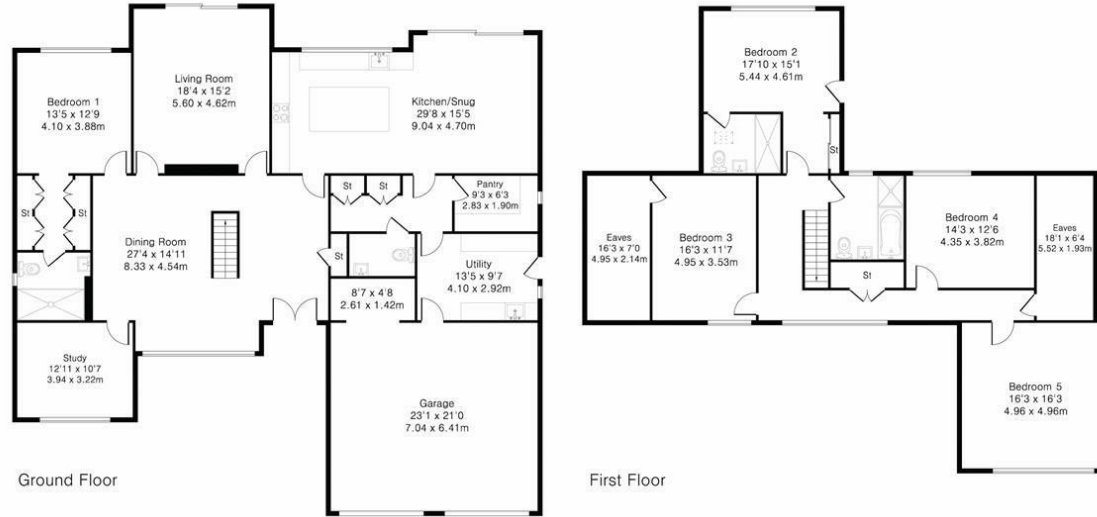 Living Room
18'4 x 15'2
5.60 x 4.62m
Bedroom 1
13'5 x 12'9
4.10 x 3.88m
Kitchen/Snug
29'8 x 15'5
9.04 x 4.70m
St
St
Pantry
9'3 x 6'3
2.83 x 1.90m
St
St
Dining Room
27'4 x 14'11
8.33 x 4.54m
St
Utility
13'5 x 9'7
4.10 x 2.92m
8'7 x 4'8
2.61 x 1.42m
Study
12'11 x 10'7
3.94 x 3.22m
Garage
23'1 x 21'0
7.04 x 6.41m
Ground Floor
Bedroom 2
17'10 x 15'1
5.44 x 4.61m
St
Eaves
16'3 x 7'0
4.95 x 2.14m
Bedroom 3
16'3 x 11'7
4.95 x 3.53m
Bedroom 4
14'3 x 12'6
4.35 x 3.82m
Eaves
18'1 x 6'4
5.52 x 1.93m
St
Bedroom 5
16'3 x 16'3
4.96 x 4.96m
First Floor